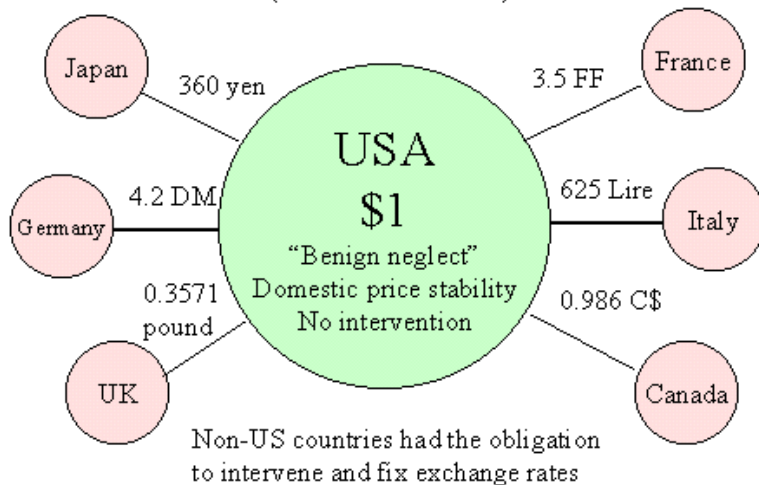 Japan
360 yen
France
3.5 FF
USA
$1
"Benign neglect"
Domestic price stability
No intervention
Germany
4.2 DM
625 Lire
Italy
0.3571
pound
UK
0.986 C$
Canada
Non-US countries had the obligation
to intervene and fix exchange rates